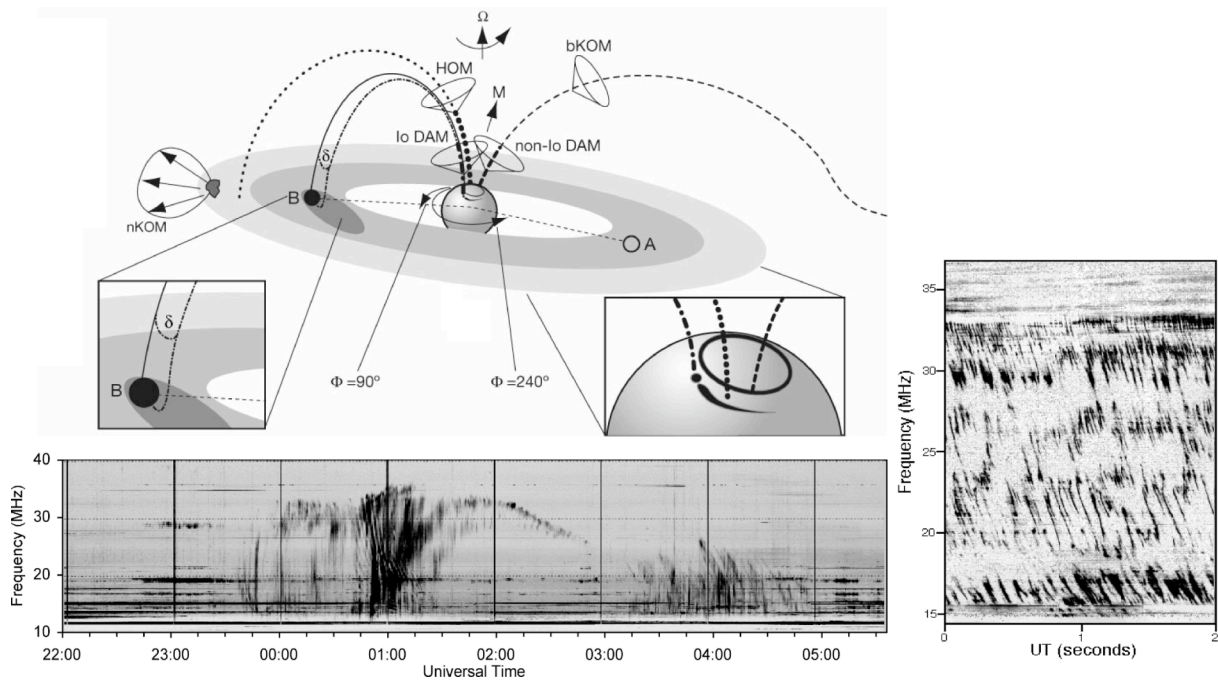 Ω
bKOM
HOM
M
Io DAM
non-Io DAM
δ
B
nKOM
A
δ
B
Φ =90º
Φ =240º
40
30
20
10
Frequency (MHz)
22:00 23:00 00:00 01:00 02:00 03:00 04:00 05:00
Universal Time
35
30
25
20
15
Frequency (MHz)
0 1 2
UT (seconds)